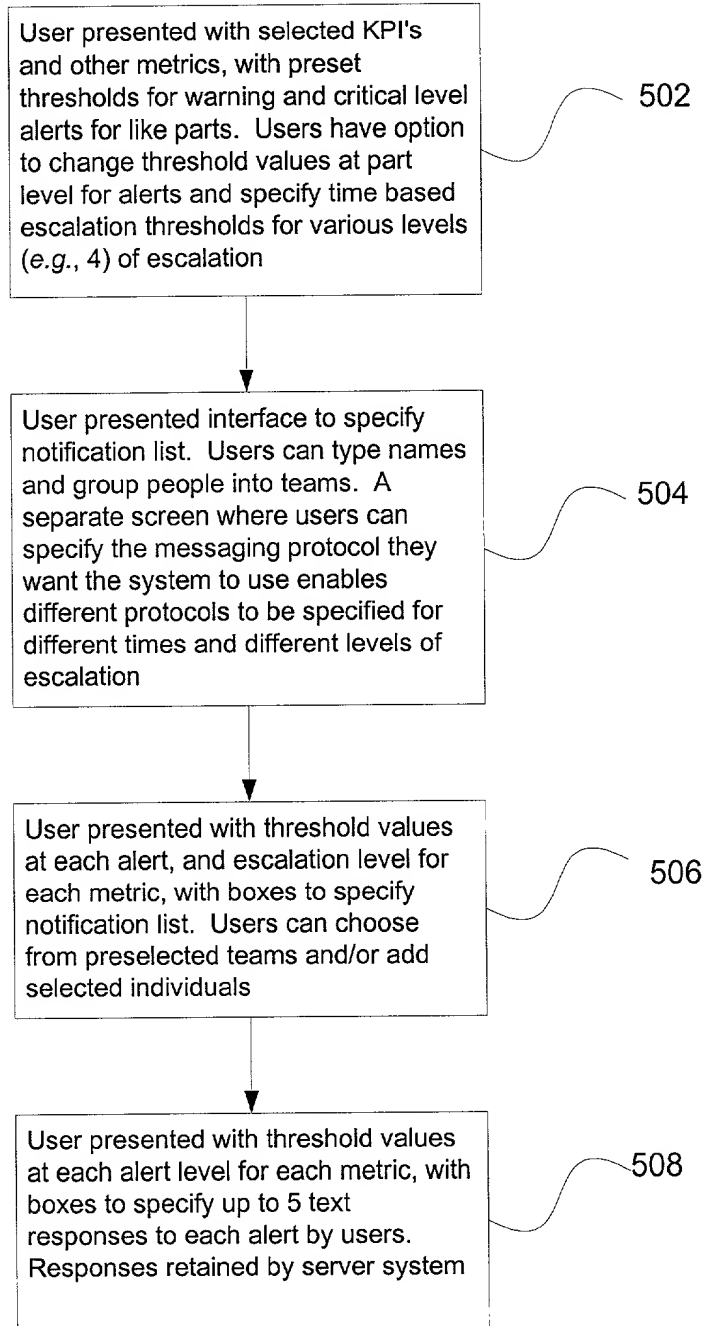 User presented with selected KPI's
and other metrics, with preset
thresholds for warning and critical level
alerts for like parts.  Users have option
to change threshold values at part
level for alerts and specify time based
escalation thresholds for various levels
(e.g., 4) of escalation
502
User presented interface to specify
notification list.  Users can type names
and group people into teams.  A
separate screen where users can
specify the messaging protocol they
want the system to use enables
different protocols to be specified for
different times and different levels of
escalation
504
User presented with threshold values
at each alert, and escalation level for
each metric, with boxes to specify
notification list.  Users can choose
from preselected teams and/or add
selected individuals
506
User presented with threshold values
at each alert level for each metric, with
boxes to specify up to 5 text
responses to each alert by users.
Responses retained by server system
508